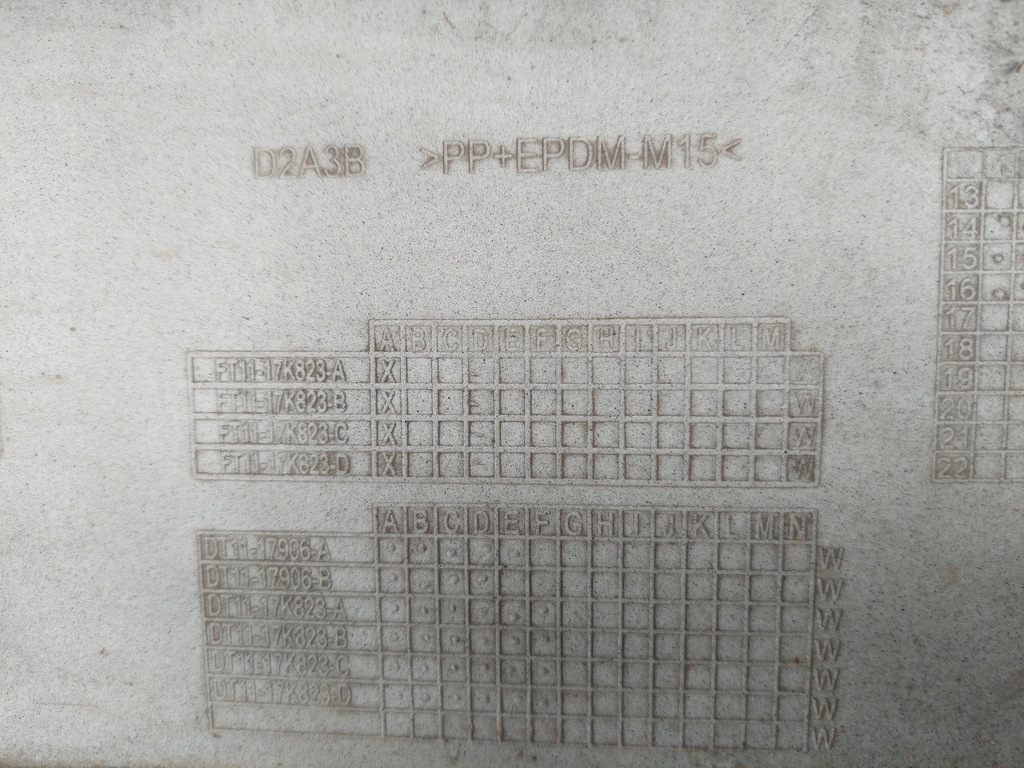 D2A3B >PP+EPDM-M15<
A B C D E F G H I J K L M
FT11-17K823-A X W
FT11-17K823-B X W
FT11-17K823-C X W
FT11-17K823-D X W
A B C D E F G H I J K L M N
DT11-17906-A W
DT11-17906-B W
DT11-17K823-A W
DT11-17K823-B W
DT11-17K823-C W
DT11-17K823-D W
W
13
14
15
16
17
18
19
20
21
22